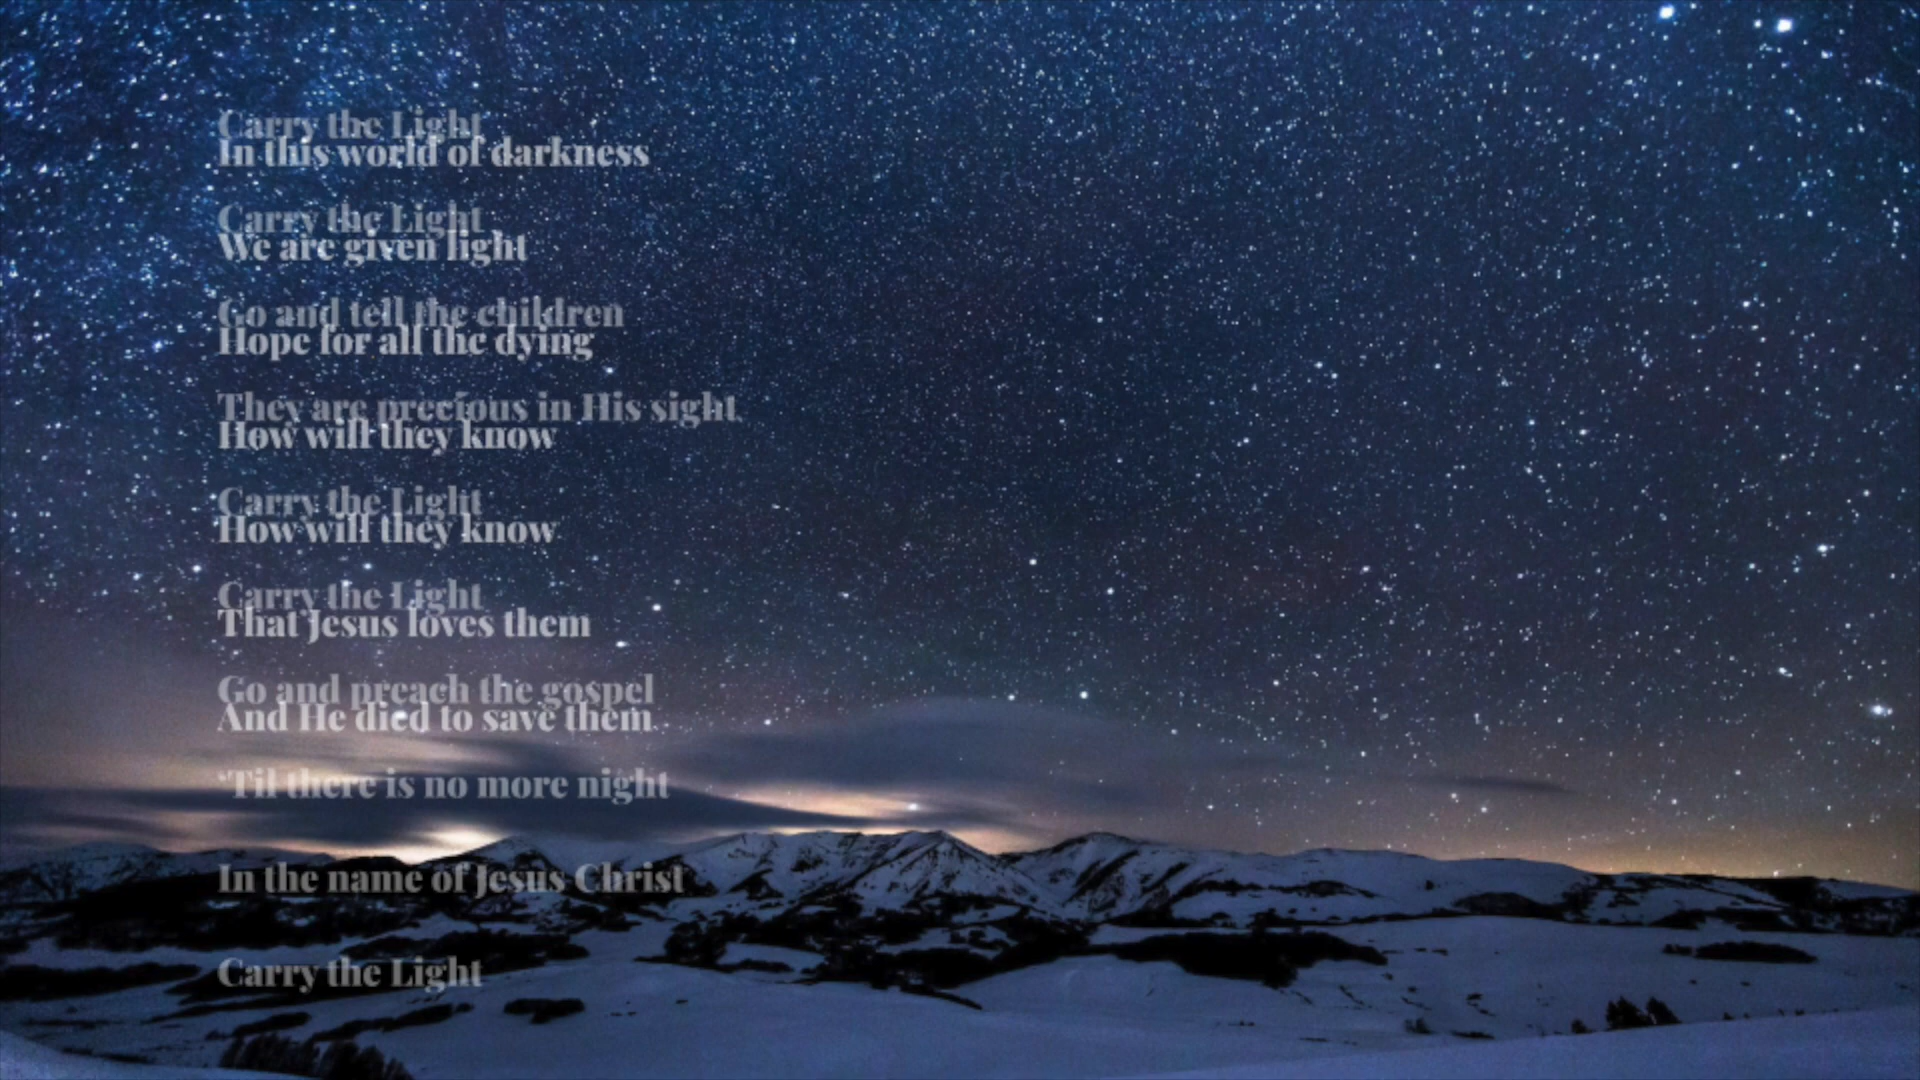 Carry the Light
In this world of darkness
Carry the Light
We are given light
Go and tell the children
Hope for all the dying
They are precious in His sight
How will they know
Carry the Light
How will they know
Carry the Light
That Jesus loves them
Go and preach the gospel
And He died to save them
'Til there is no more night
In the name of Jesus Christ
Carry the Light